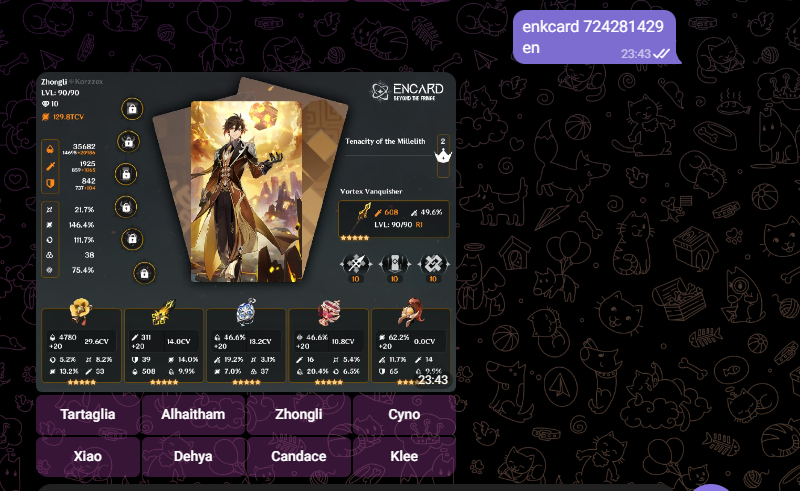 enkcard 724281429
en
23:43
Zhongli
LVL: 90/90
10
129.8TCV
ENCARD
BEYOND THE FRINGE
35682
14698+20986
1925
859+1065
842
737+104
21.7%
146.4%
111.7%
38
75.4%
Tenacity of the Millelith
2
Vortex Vanquisher
608 49.6%
LVL: 90/90 R1
10 10 10
4780 29.6CV
+20
5.2% 8.2%
13.2% 33
311 14.0CV
+20
39 14.0%
508 9.9%
46.6% 13.2CV
+20
19.2% 3.1%
7.0% 37
46.6% 10.8CV
+20
16 5.4%
20.4% 6.5%
62.2% 0.0CV
+20
11.7% 14
65 9.9%
23:43
Tartaglia Alhaitham Zhongli Cyno
Xiao Dehya Candace Klee